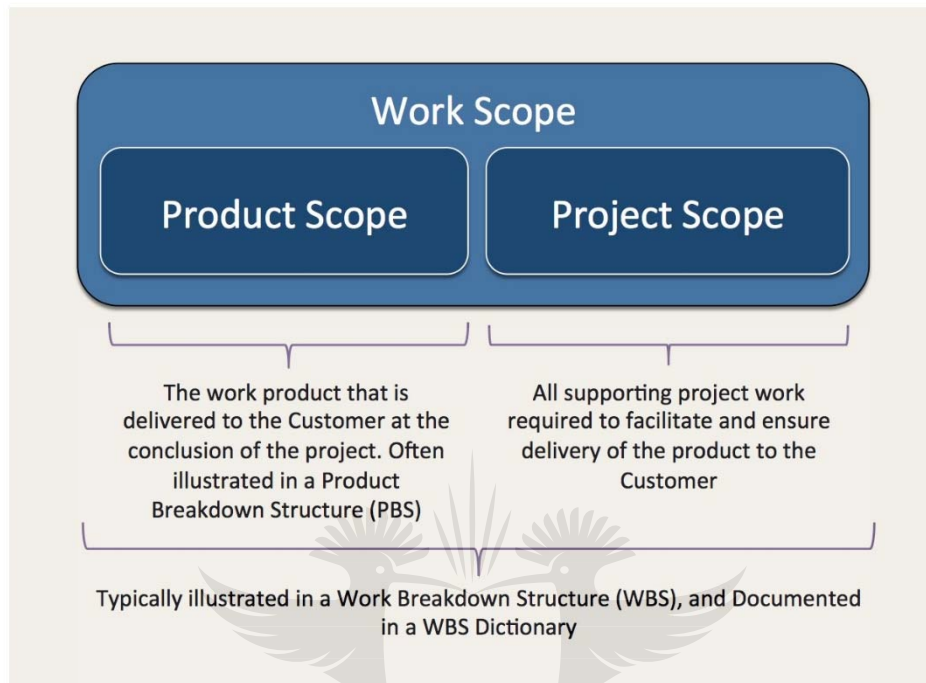 Work Scope
Product Scope
Project Scope
The work product that is
delivered to the Customer at the
conclusion of the project. Often
illustrated in a Product
Breakdown Structure (PBS)
All supporting project work
required to facilitate and ensure
delivery of the product to the
Customer
Typically illustrated in a Work Breakdown Structure (WBS), and Documented
in a WBS Dictionary